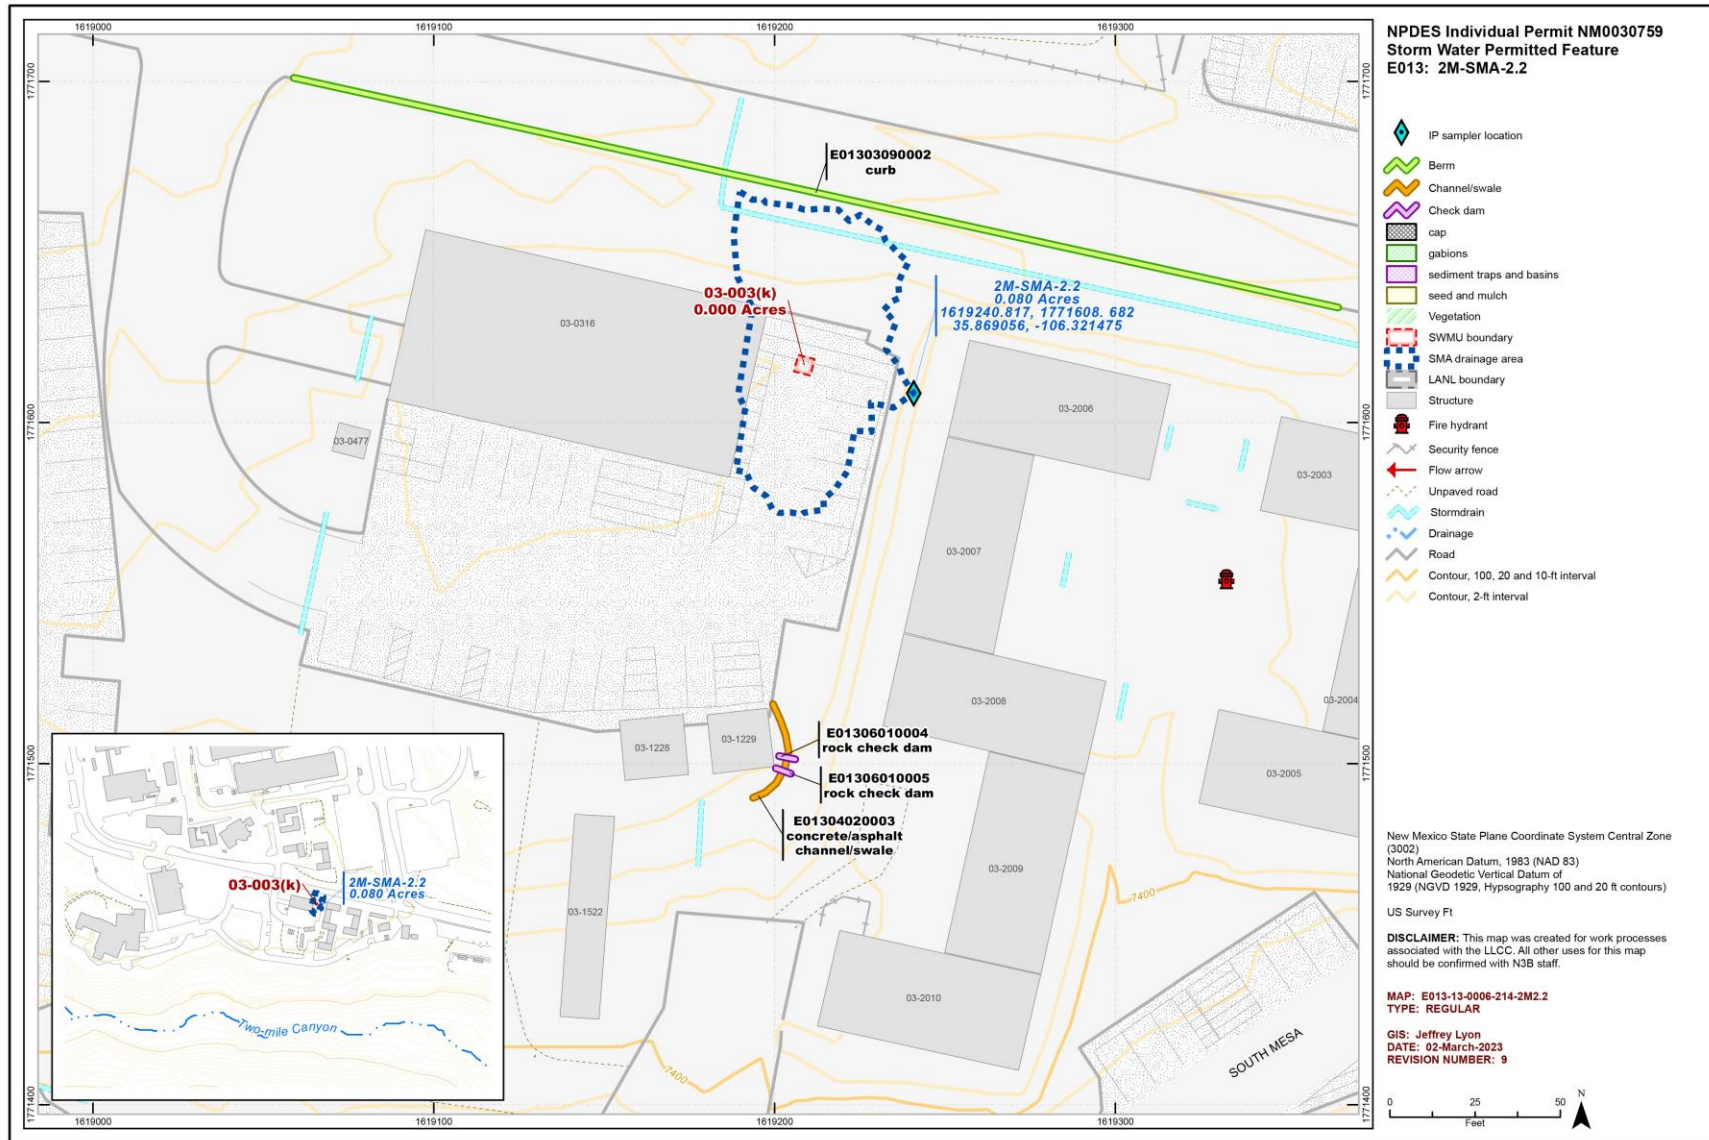 1619000
1619100
1619200
1619300
1771700
1771700
1771600
1771600
1771500
1771500
1771400
1771400
1619000
1619100
1619200
1619300
E01303090002
curb
03-003(k)
0.000 Acres
2M-SMA-2.2
0.080 Acres
1619240.817, 1771608. 682
35.869056, -106.321475
03-0316
03-0477
03-2006
03-2003
03-2007
03-2008
03-2004
03-2005
03-1228
03-1229
E01306010004
rock check dam
E01306010005
rock check dam
E01304020003
concrete/asphalt
channel/swale
03-1522
03-2009
03-2010
7400
7400
SOUTH MESA
03-003(k)
2M-SMA-2.2
0.080 Acres
Two-mile Canyon
NPDES Individual Permit NM0030759
Storm Water Permitted Feature
E013: 2M-SMA-2.2
IP sampler location
Berm
Channel/swale
Check dam
cap
gabions
sediment traps and basins
seed and mulch
Vegetation
SWMU boundary
SMA drainage area
LANL boundary
Structure
Fire hydrant
Security fence
Flow arrow
Unpaved road
Stormdrain
Drainage
Road
Contour, 100, 20 and 10-ft interval
Contour, 2-ft interval
New Mexico State Plane Coordinate System Central Zone
(3002)
North American Datum, 1983 (NAD 83)
National Geodetic Vertical Datum of
1929 (NGVD 1929, Hypsography 100 and 20 ft contours)
US Survey Ft
DISCLAIMER: This map was created for work processes
associated with the LLCC. All other uses for this map
should be confirmed with N3B staff.
MAP: E013-13-0006-214-2M2.2
TYPE: REGULAR
GIS: Jeffrey Lyon
DATE: 02-March-2023
REVISION NUMBER: 9
0 25 50
Feet
N